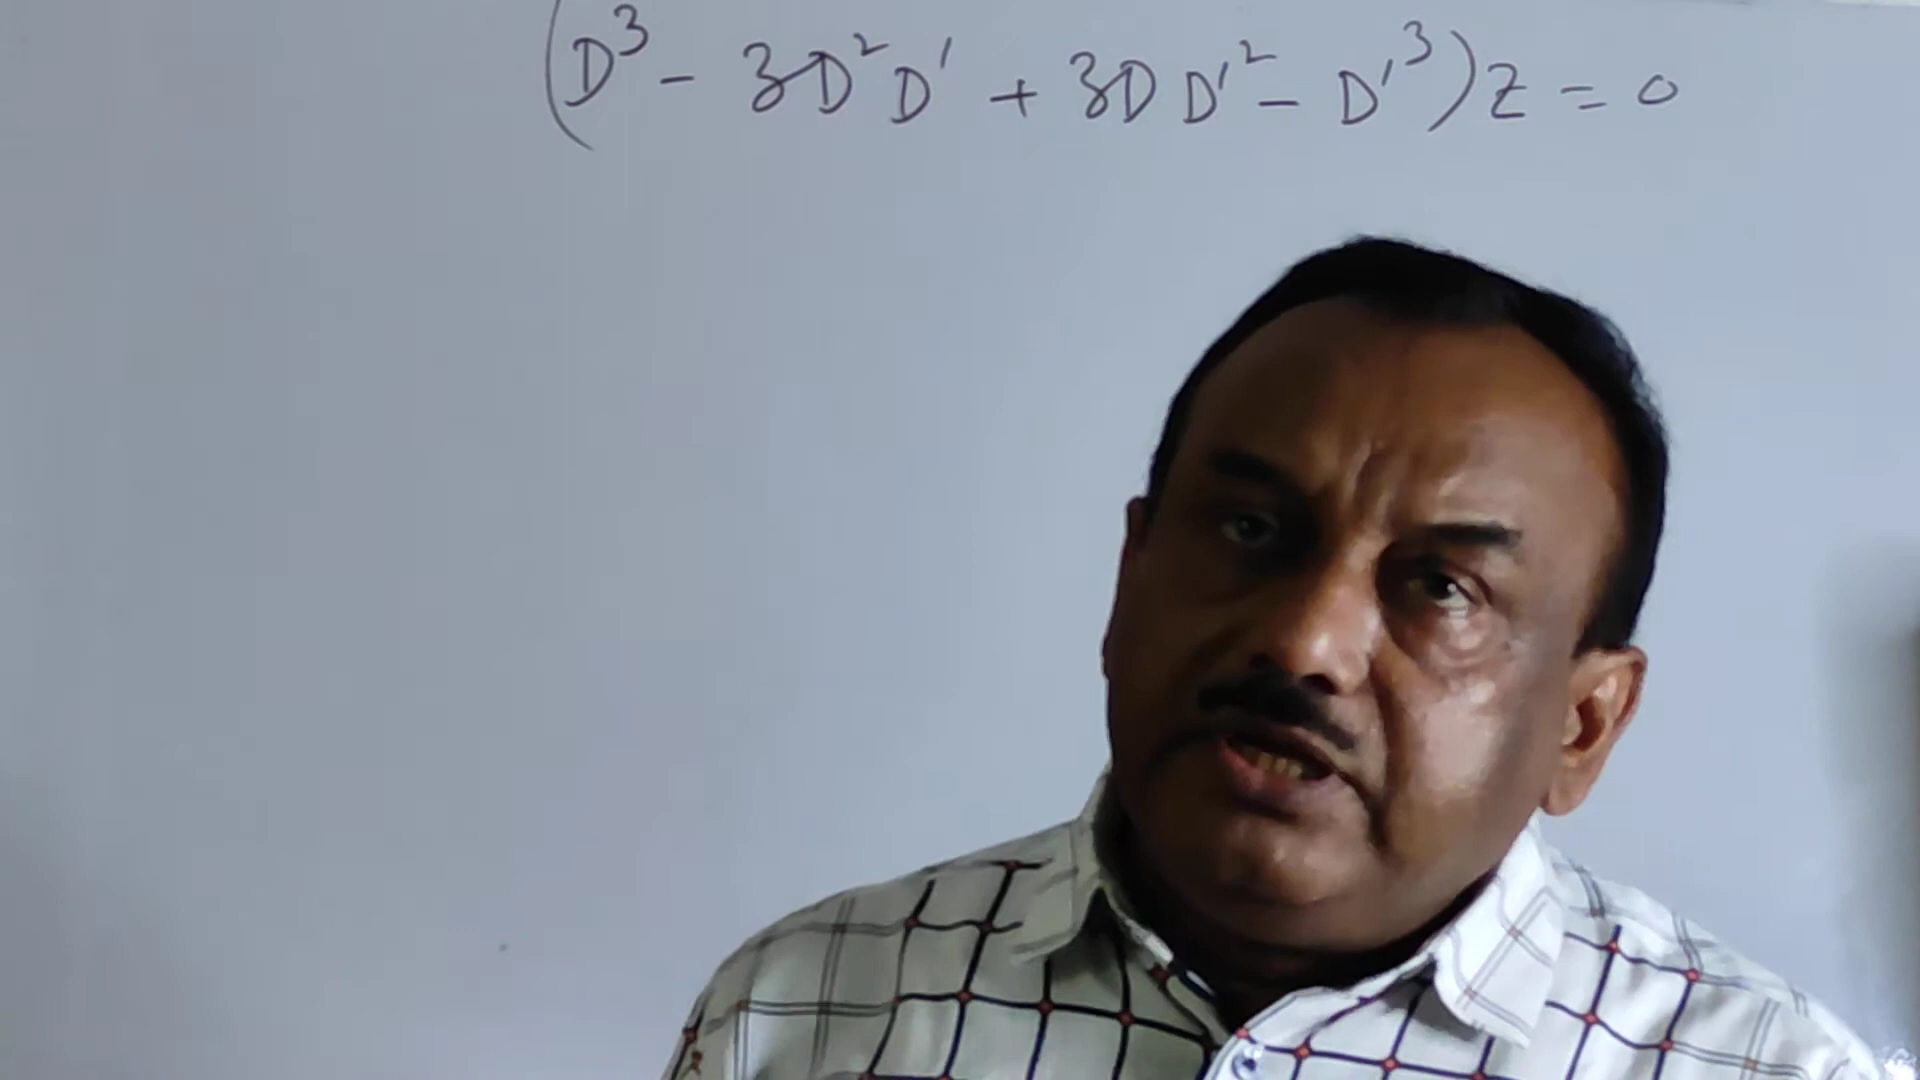 (D³ - 3D²D' + 3DD'² - D'³)z = 0